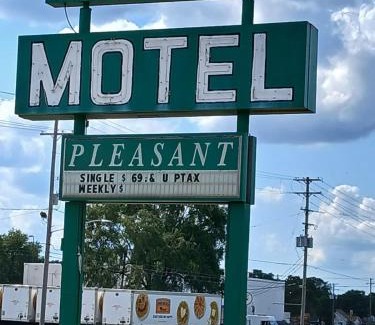 MOTEL
PLEASANT
SINGLE $ 69.& U PTAX
WEEKLY $